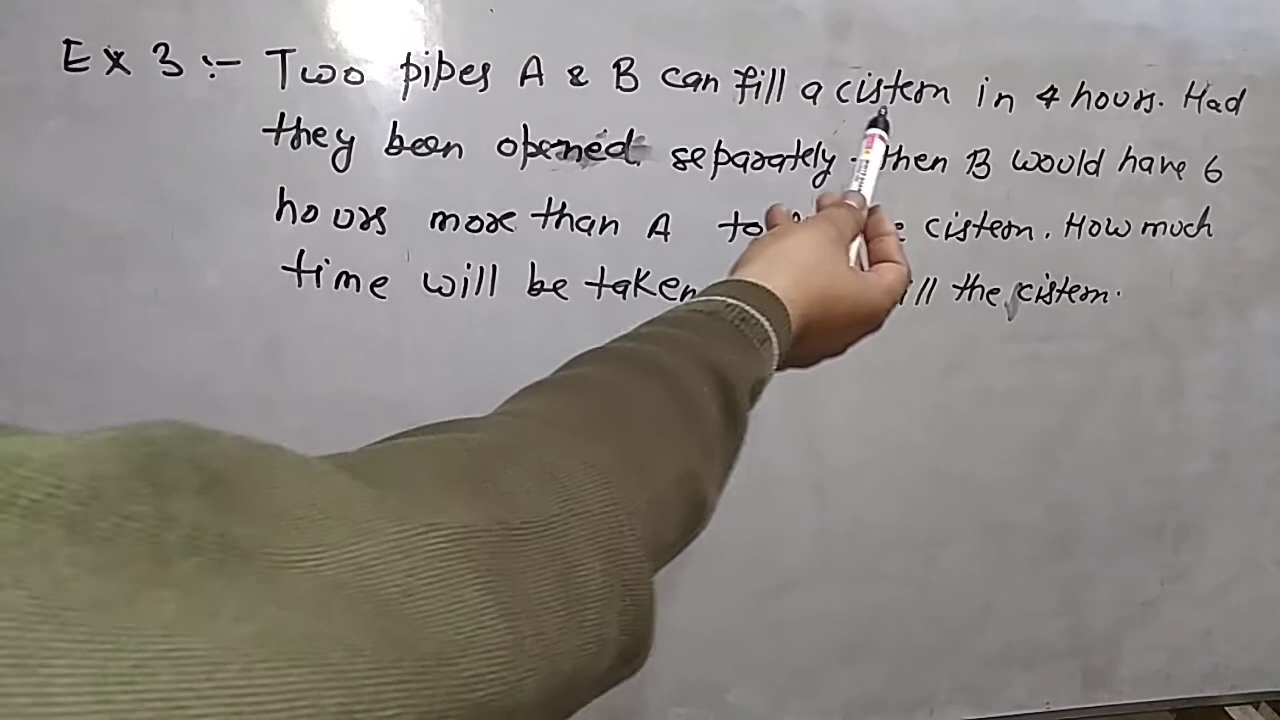 Ex 3 :- Two pipes A & B can fill a cistern in 4 hours. Had
they been opened separately. then B would have 6
hours more than A to cistern. How much
time will be taken the cistern.